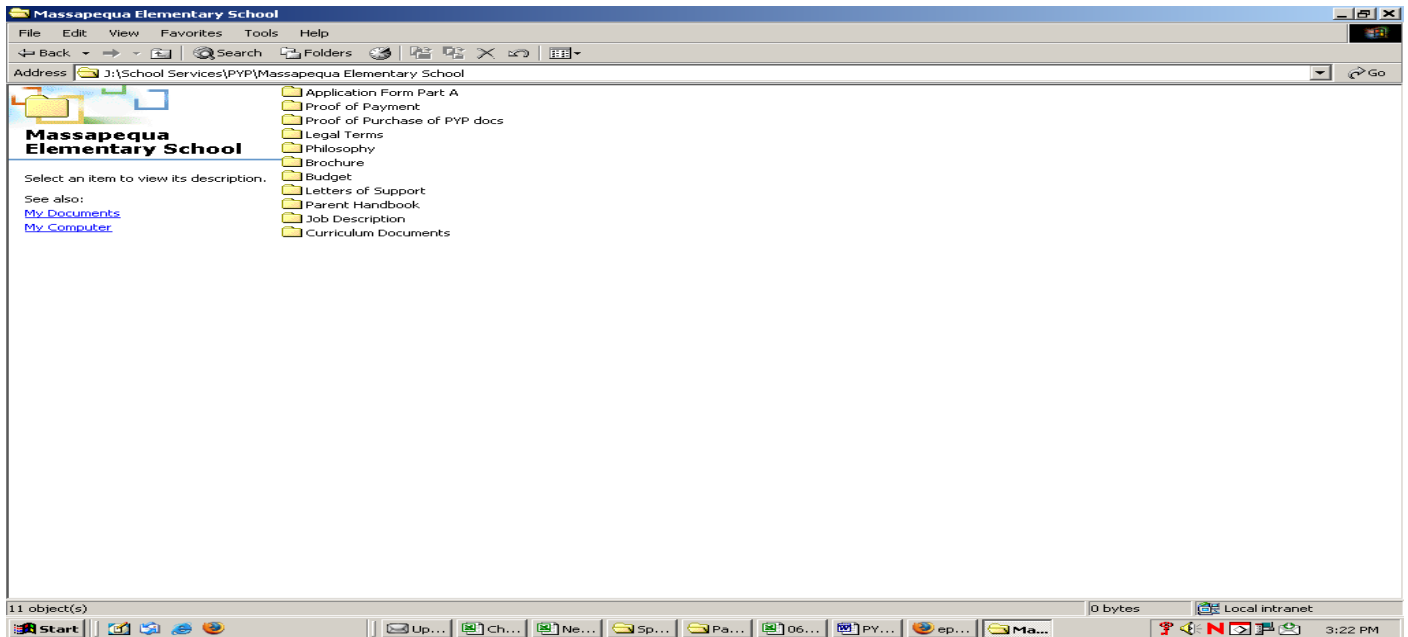 Massapequa Elementary School
File Edit View Favorites Tools Help
Back Search Folders
Address J:\School Services\PYP\Massapequa Elementary School Go
Massapequa
Elementary School
Select an item to view its description.
See also:
My Documents
My Computer
Application Form Part A
Proof of Payment
Proof of Purchase of PYP docs
Legal Terms
Philosophy
Brochure
Budget
Letters of Support
Parent Handbook
Job Description
Curriculum Documents
11 object(s) 0 bytes Local intranet
Start Up... Ch... Ne... Sp... Pa... 06... PY... ep... Ma... N 3:22 PM